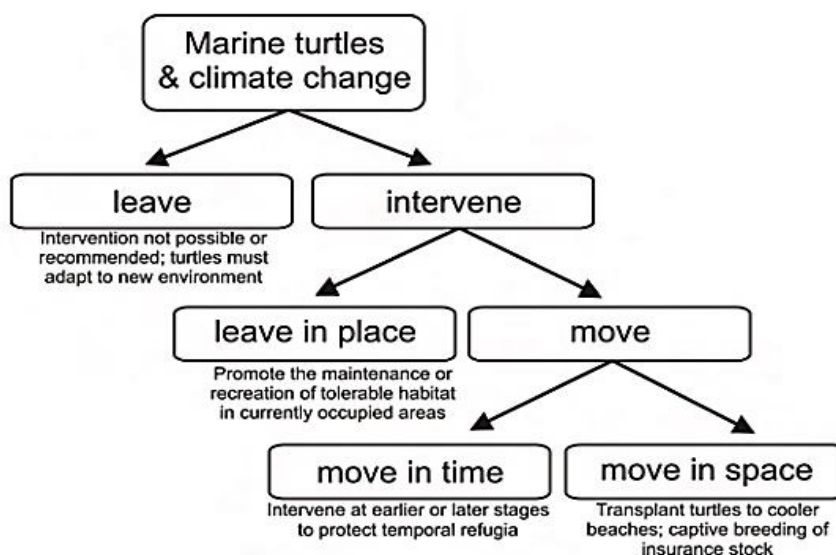 Marine turtles
& climate change
leave
intervene
Intervention not possible or
recommended; turtles must
adapt to new environment
leave in place
move
Promote the maintenance or
recreation of tolerable habitat
in currently occupied areas
move in time
move in space
Intervene at earlier or later stages
to protect temporal refugia
Transplant turtles to cooler
beaches; captive breeding of
insurance stock